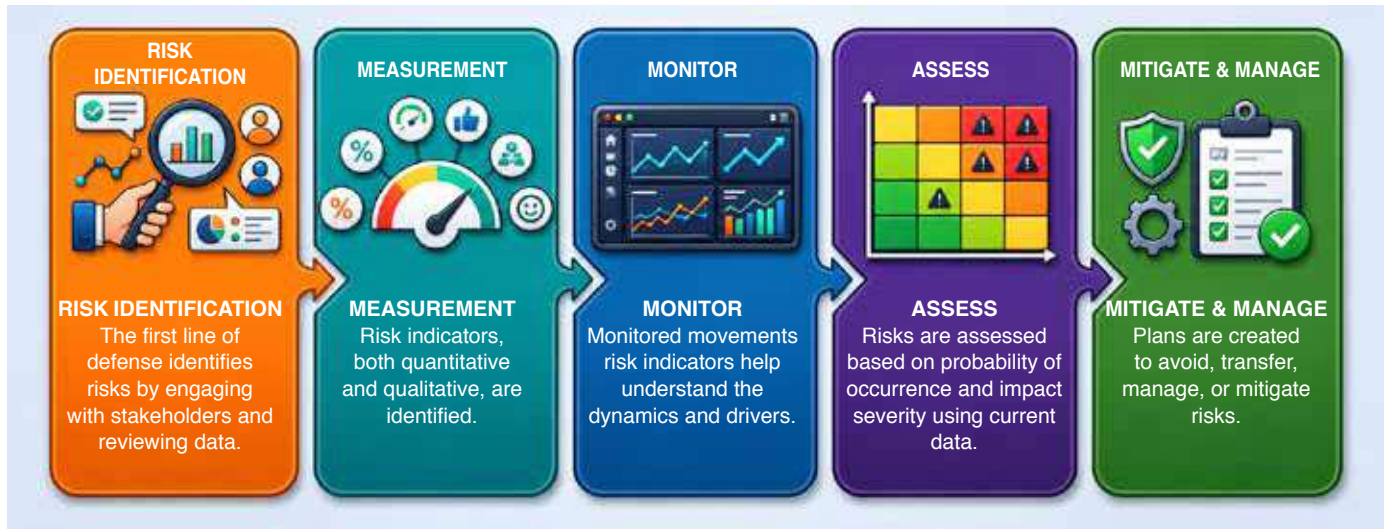 RISK
IDENTIFICATION
RISK IDENTIFICATION
The first line of
defense identifies
risks by engaging
with stakeholders and
reviewing data.
MEASUREMENT
%
%
MEASUREMENT
Risk indicators,
both quantitative
and qualitative, are
identified.
MONITOR
MONITOR
Monitored movements
risk indicators help
understand the
dynamics and drivers.
ASSESS
ASSESS
Risks are assessed
based on probability of
occurrence and impact
severity using current
data.
MITIGATE & MANAGE
MITIGATE & MANAGE
Plans are created
to avoid, transfer,
manage, or mitigate
risks.